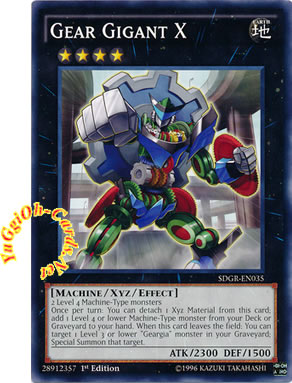 GEAR GIGANT X
EARTH
地
SDGR-EN035
[MACHINE / XYZ / EFFECT]
2 Level 4 Machine-Type monsters
Once per turn: You can detach 1 Xyz Material from this card;
add 1 Level 4 or lower Machine-Type monster from your Deck or
Graveyard to your hand. When this card leaves the field: You can
target 1 Level 3 or lower "Geargia" monster in your Graveyard;
Special Summon that target.
ATK/2300 DEF/1500
28912357 1st Edition ©1996 KAZUKI TAKAHASHI
YuGgiOh-Cards.Net